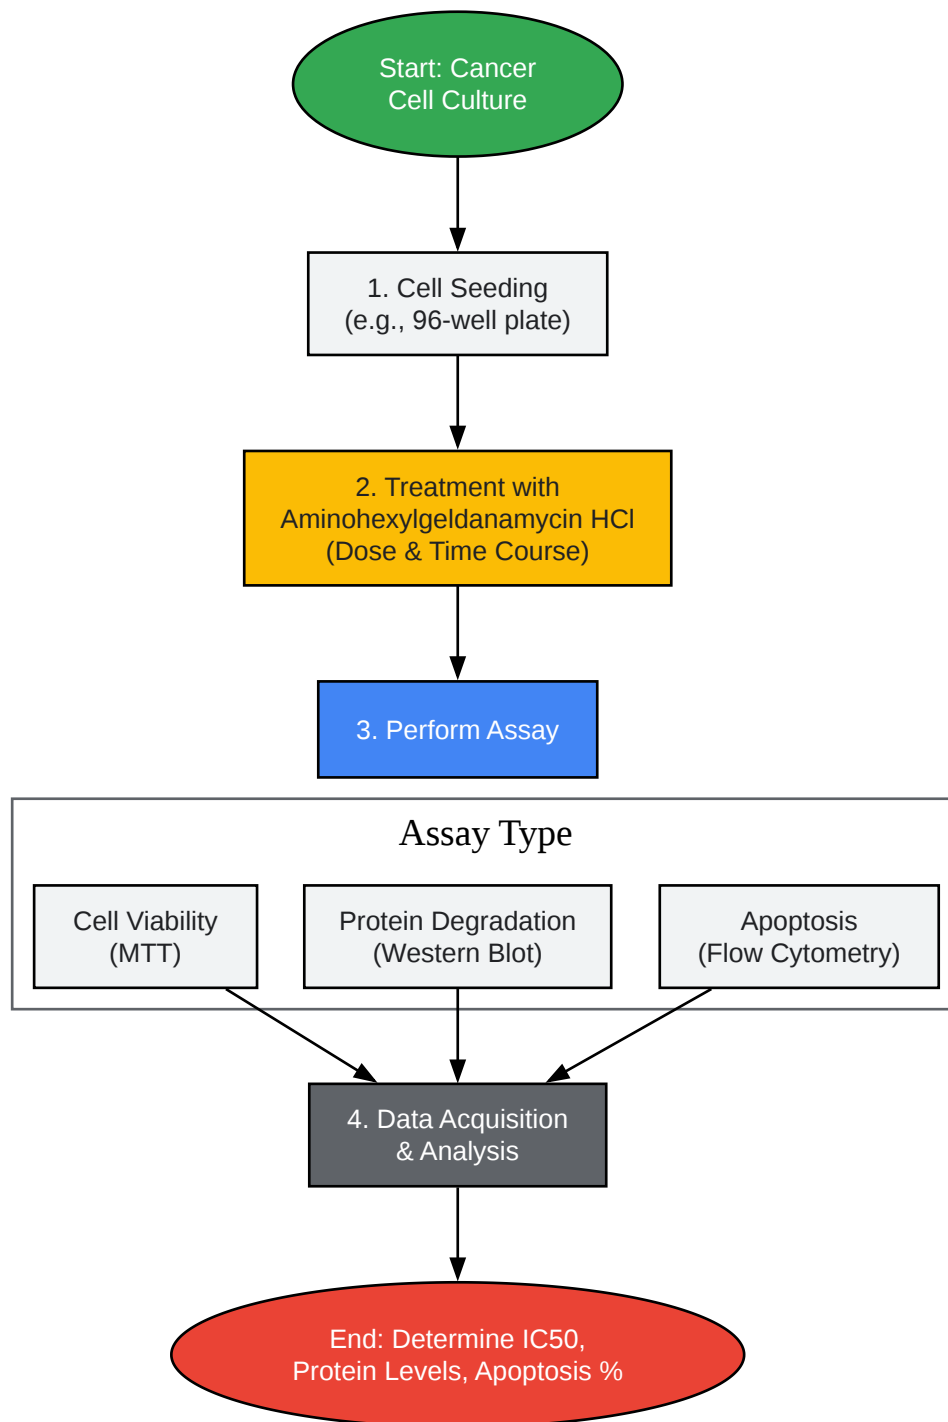 Start: Cancer
Cell Culture
1. Cell Seeding
(e.g., 96-well plate)
2. Treatment with
Aminohexylgeldanamycin HCl
(Dose & Time Course)
3. Perform Assay
Assay Type
Cell Viability
(MTT)
Protein Degradation
(Western Blot)
Apoptosis
(Flow Cytometry)
4. Data Acquisition
& Analysis
End: Determine IC50,
Protein Levels, Apoptosis %